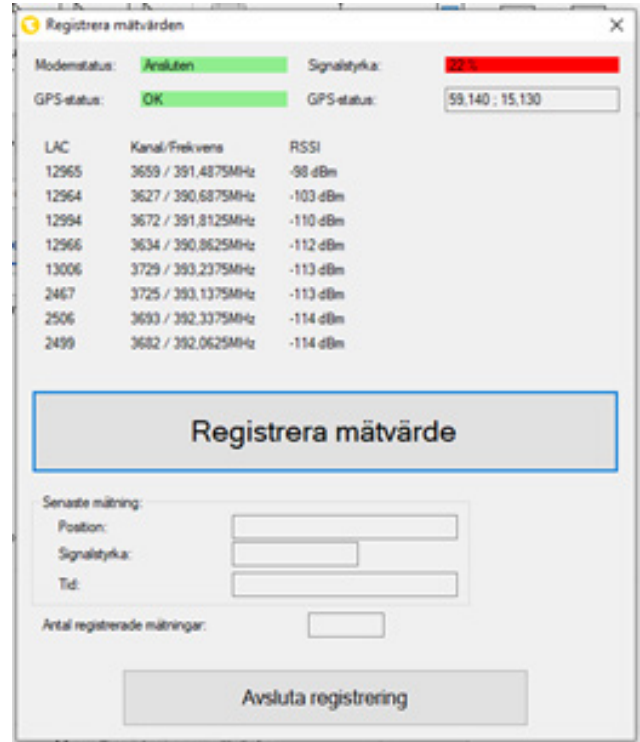 Registrera mätvärden
Modemstatus: Ansluten Signalstyrka: 22 %
GPS-status: OK GPS-status: 59,140 ; 15,130
LAC Kanal/Frekvens RSSI
12965 3659 / 391,4875MHz -98 dBm
12964 3627 / 390,6875MHz -103 dBm
12994 3672 / 391,8125MHz -110 dBm
12966 3634 / 390,8625MHz -112 dBm
13006 3729 / 393,2375MHz -113 dBm
2467 3725 / 393,1375MHz -113 dBm
2506 3693 / 392,3375MHz -114 dBm
2499 3682 / 392,0625MHz -114 dBm
Registrera mätvärde
Senaste mätning:
Position:
Signalstyrka:
Tid:
Antal registrerade mätningar:
Avsluta registrering